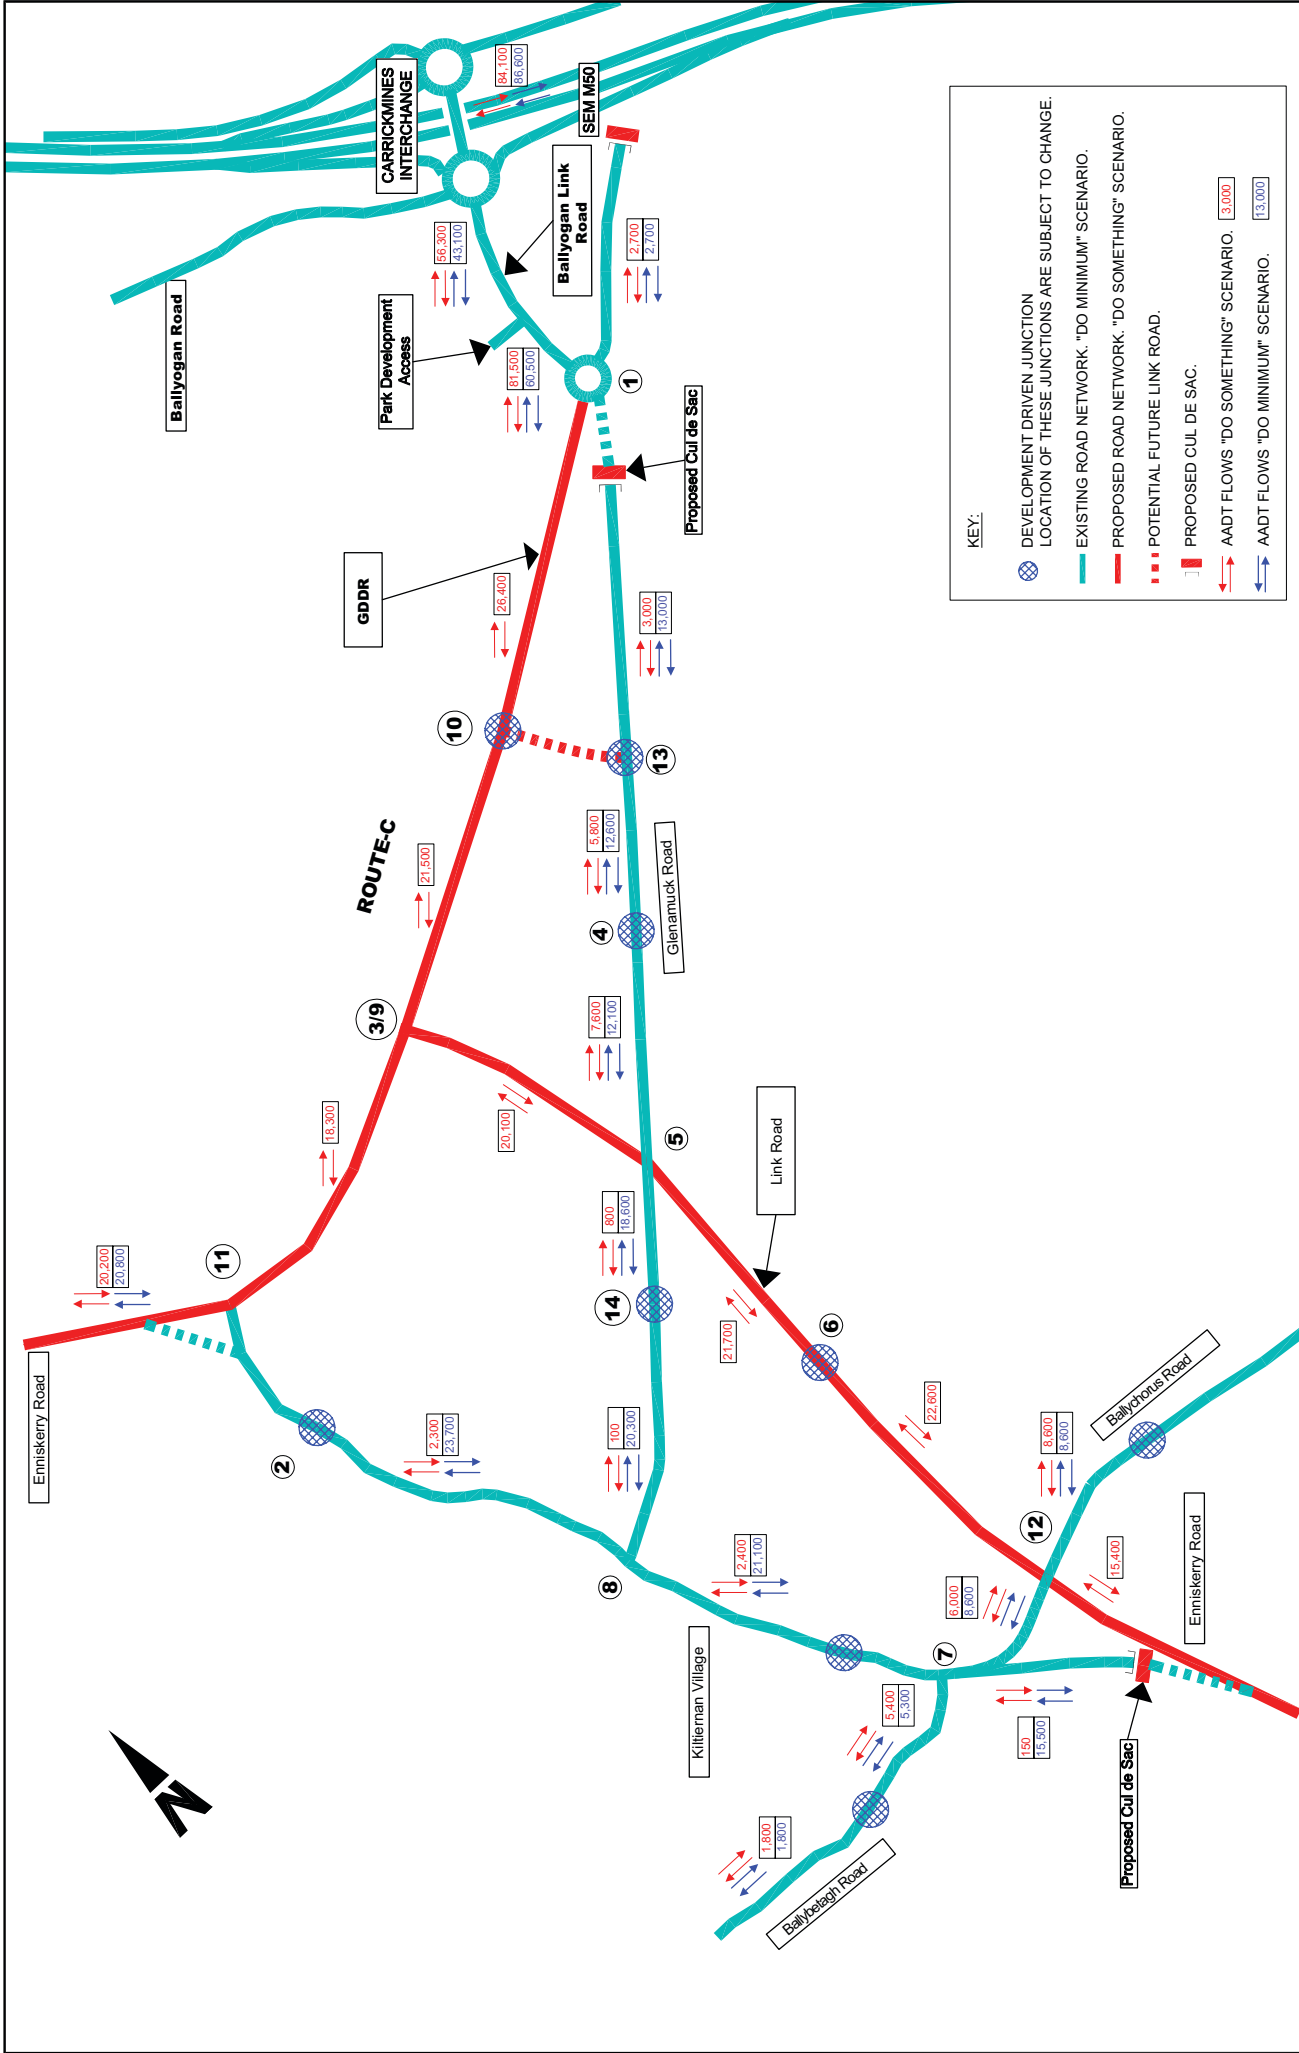 Enniskerry Road
20,200
20,800
11
2
2,300
23,700
18,300
3/9
ROUTE-C
21,500
10
26,400
GDDR
Ballyogan Road
CARRICKMINES
INTERCHANGE
84,100
86,600
SEM M50
56,300
43,100
Ballyogan Link
Road
Park Development
Access
81,500
60,500
2,700
2,700
1
Proposed Cul de Sac
3,000
13,000
13
5,800
12,600
Glenamuck Road
4
7,600
12,100
20,100
5
800
18,600
14
100
20,300
8
Link Road
21,700
6
22,600
2,400
21,100
Kiltiernan Village
7
5,400
5,300
1,800
1,800
Ballybetagh Road
6,000
8,600
12
8,600
8,600
Ballychorus Road
15,400
Enniskerry Road
150
15,500
Proposed Cul de Sac
N
KEY:
DEVELOPMENT DRIVEN JUNCTION
LOCATION OF THESE JUNCTIONS ARE SUBJECT TO CHANGE.
EXISTING ROAD NETWORK. "DO MINIMUM" SCENARIO.
PROPOSED ROAD NETWORK. "DO SOMETHING" SCENARIO.
POTENTIAL FUTURE LINK ROAD.
PROPOSED CUL DE SAC.
AADT FLOWS "DO SOMETHING" SCENARIO. 3,000
AADT FLOWS "DO MINIMUM" SCENARIO. 13,000